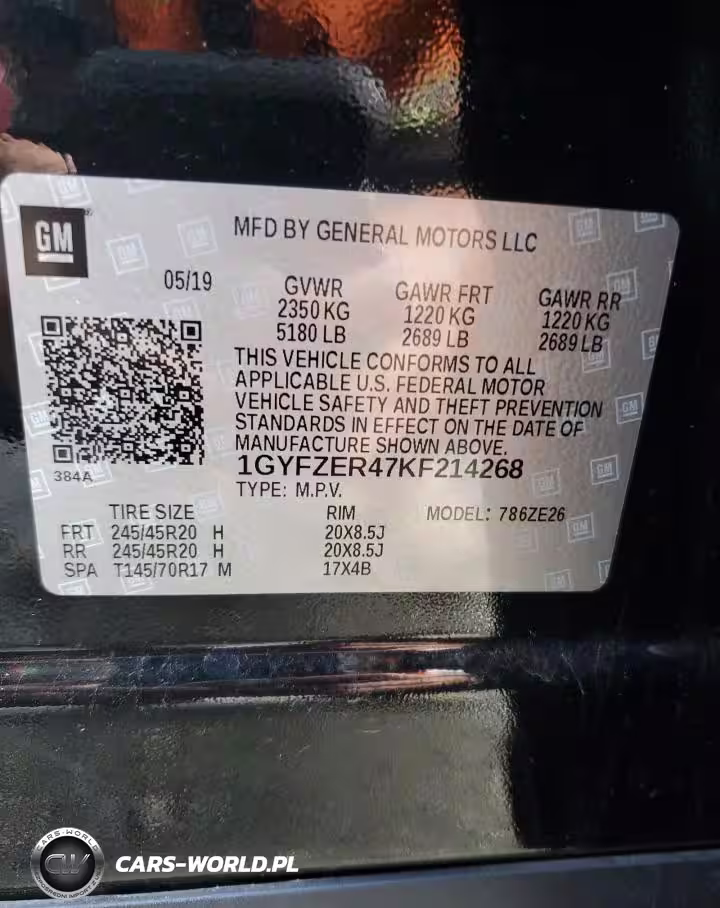 GM
MFD BY GENERAL MOTORS LLC
05/19
GVWR GAWR FRT GAWR RR
2350 KG 1220 KG 1220 KG
5180 LB 2689 LB 2689 LB
THIS VEHICLE CONFORMS TO ALL
APPLICABLE U.S. FEDERAL MOTOR
VEHICLE SAFETY AND THEFT PREVENTION
STANDARDS IN EFFECT ON THE DATE OF
MANUFACTURE SHOWN ABOVE.
384A
1GYFZER47KF214268
TYPE: M.P.V.
TIRE SIZE RIM MODEL: 786ZE26
FRT 245/45R20 H 20X8.5J
RR 245/45R20 H 20X8.5J
SPA T145/70R17 M 17X4B
CARS-WORLD
CW
CARS-WORLD.PL